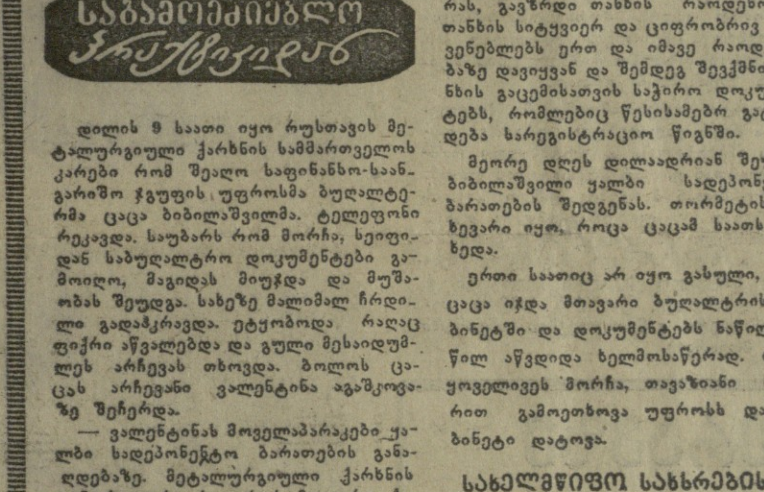 საგამოძიებლო
პრაქტიკიდან
დილის 9 საათი იყო რუსთავის მე-
ტალურგიული ქარხნის სამმართველოს
კარები რომ შეაღო საფინანსო-საან-
გარიშო ჯგუფის უფროსმა ბუღალტე-
რმა ცაცა ბიბილაშვილმა. ტელეფონი
რეკავდა. საუბარს რომ მორჩა, სეიფი-
დან საბუღალტრო დოკუმენტები გა-
მოიღო, მაგიდას მიუჯდა და მუშა-
ობას შეუდგა. სახეზე მალიმალ ჩრდი-
ლი გადაჰკრავდა. ეტყობოდა რაღაც
ფიქრი აწვალებდა და გული მესაიდუმ-
ლეს არჩევას თხოვდა. ბოლოს ცა-
ცას არჩევანი ვალენტინა აგაშკოვა-
ზე შეჩერდა.
— ვალენტინას მოველაპარაკები ყა-
ლბი სადეპონენტო ბარათების განა-
ღდებაზე. მეტალურგიული ქარხნის
რას, გავზრდი თანხის
თანხის სიტყვიერ და ციფრობრივ
ვენებლებს ერთ და იმავე რაოდ
ბაზე დავიყვან და შემდეგ შევქმნი
ნხის გაცემისათვის საჭირო დოკუ
ტებს, რომლებიც წესისამებრ გა
დება სარეგისტრაციო წიგნში.
მეორე დღეს დილაადრიან შე
ბიბილაშვილი ყალბი სადეპონ
ბარათების შედგენას. თორმეტის
ხევარი იყო, როცა ცაცამ საათს
ხედა.
ერთი საათიც არ იყო გასული,
ცაცა იჯდა მთავარი ბუღალტრის
ბინეტში და დოკუმენტებს ნაწილ
წილ აწვდიდა ხელმოსაწერად.
ყოველივეს მორჩა, თავაზიანი
რით გამოეთხოვა უფროსს და
ბინეტი დატოვა.
სახელმწიფო სახსრების